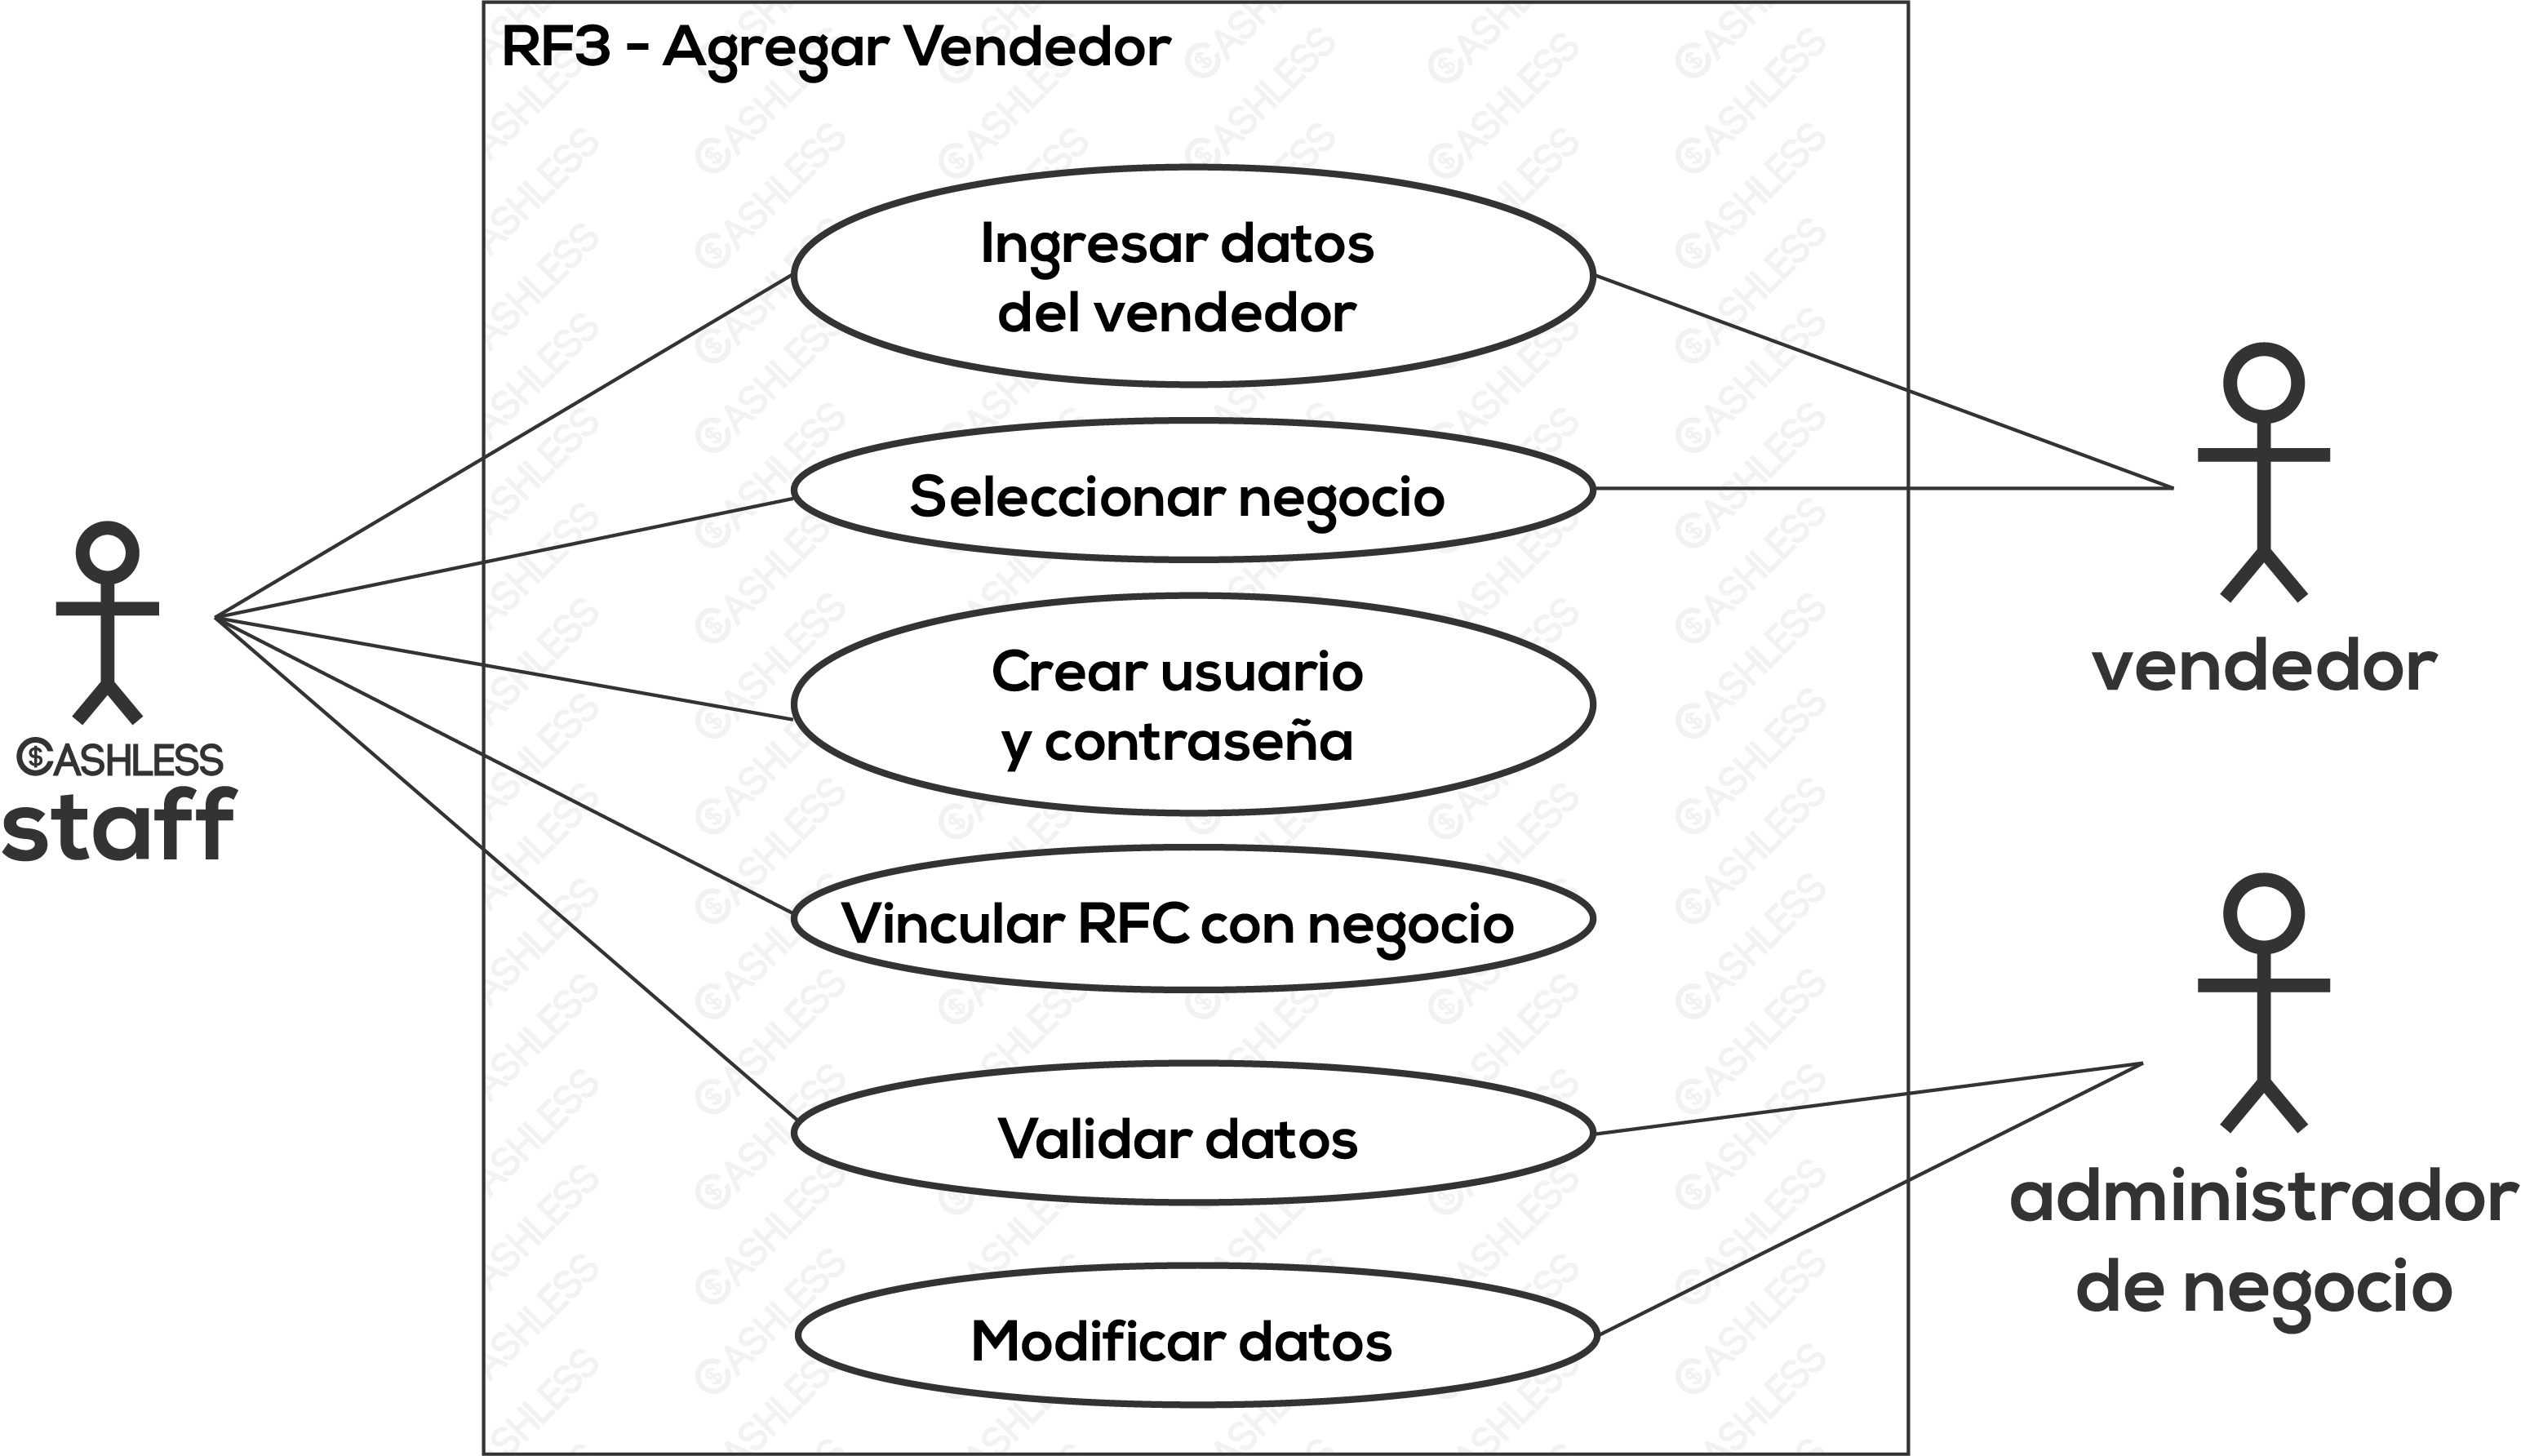 RF3 - Agregar Vendedor
Ingresar datos
del vendedor
Seleccionar negocio
Crear usuario
y contraseña
Vincular RFC con negocio
Validar datos
Modificar datos
CASHLESS
staff
vendedor
administrador
de negocio